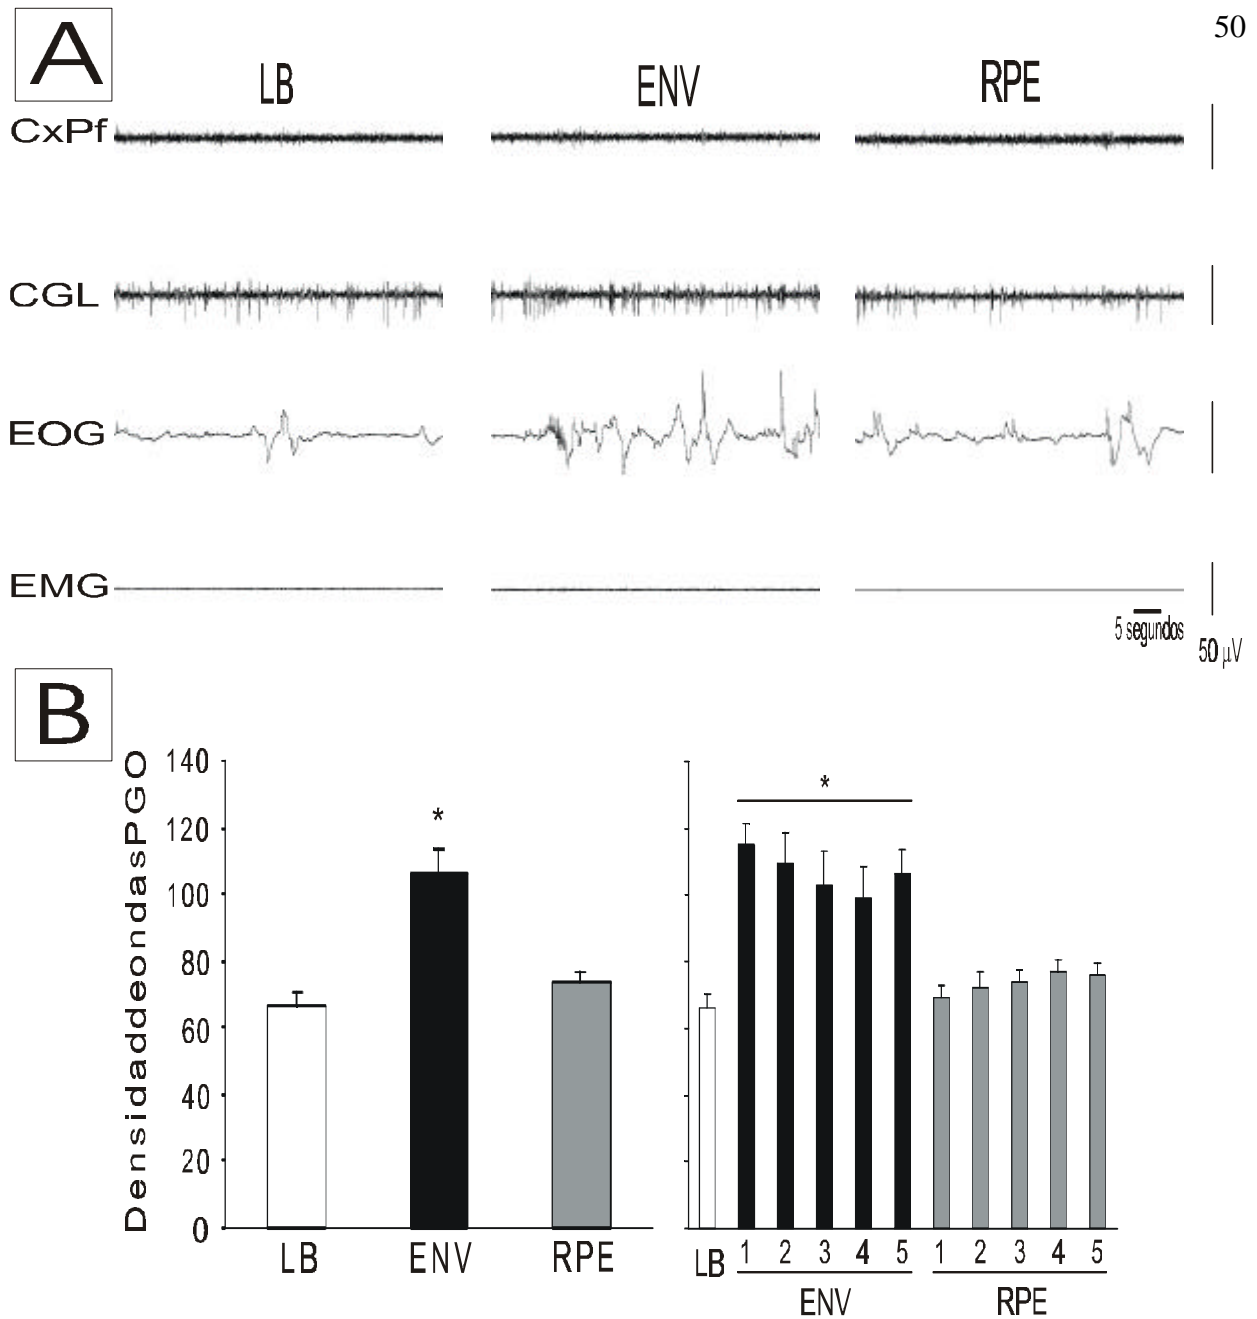 50
A
LB ENV RPE
CxPf
CGL
EOG
EMG
5 segundos
50 µV
B
DensidaddeondasPGO
140
120
100
80
60
40
20
0
*
LB ENV RPE
*
LB 1 2 3 4 5 1 2 3 4 5
ENV RPE